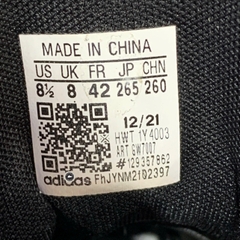 MADE IN CHINA
US UK FR JP CHN
8½ 8 42 265 260
12/21
HWT 1Y4003
ART GW7007
#129357862
adidas FhJYNM2102397